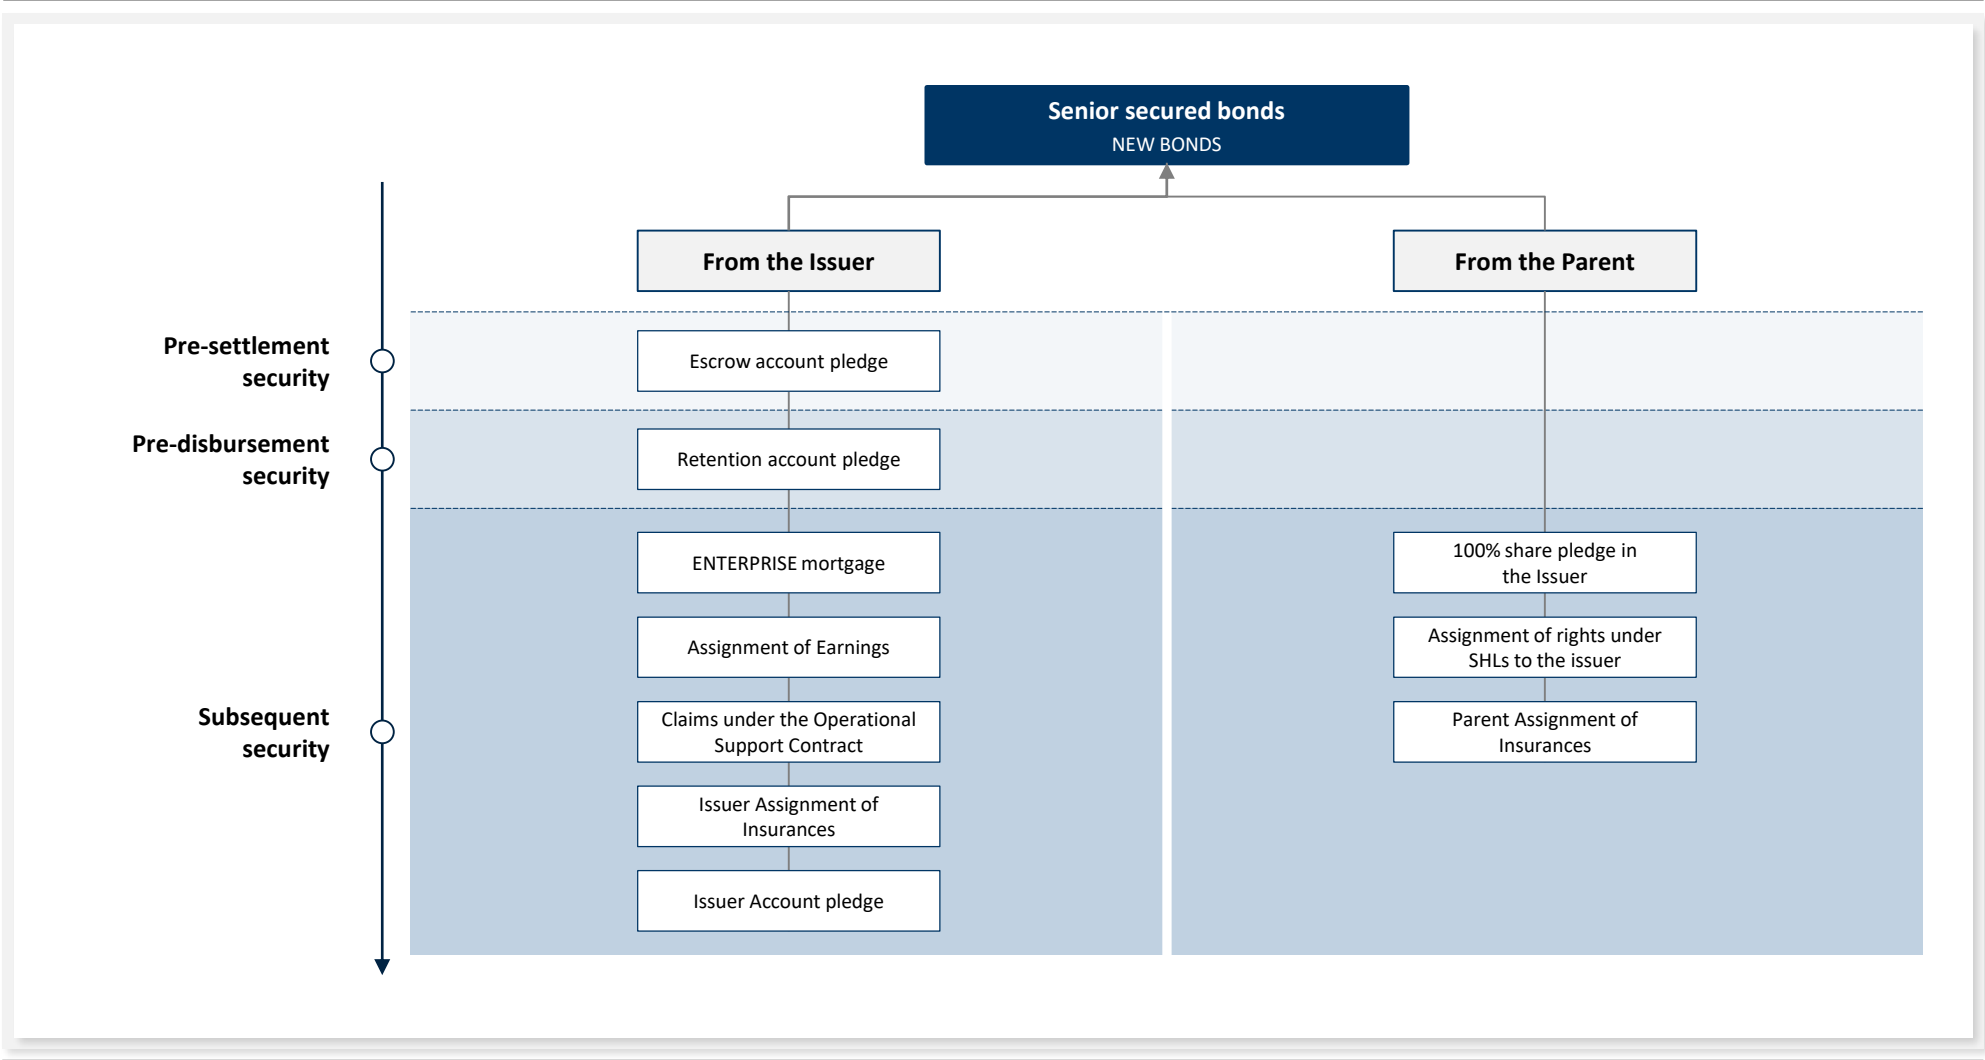 Senior secured bonds
NEW BONDS
From the Issuer
From the Parent
Pre-settlement
security
Escrow account pledge
Pre-disbursement
security
Retention account pledge
Subsequent
security
ENTERPRISE mortgage
Assignment of Earnings
Claims under the Operational
Support Contract
Issuer Assignment of
Insurances
Issuer Account pledge
100% share pledge in
the Issuer
Assignment of rights under
SHLs to the issuer
Parent Assignment of
Insurances